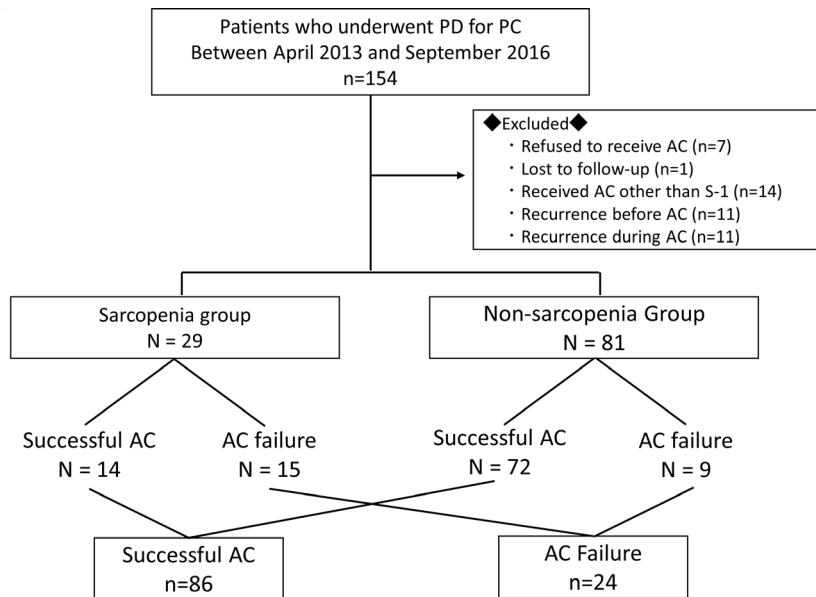 Patients who underwent PD for PC
Between April 2013 and September 2016
n=154
◆Excluded◆
・Refused to receive AC (n=7)
・Lost to follow-up (n=1)
・Received AC other than S-1 (n=14)
・Recurrence before AC (n=11)
・Recurrence during AC (n=11)
Sarcopenia group
N = 29
Non-sarcopenia Group
N = 81
Successful AC
N = 14
AC failure
N = 15
Successful AC
N = 72
AC failure
N = 9
Successful AC
n=86
AC Failure
n=24